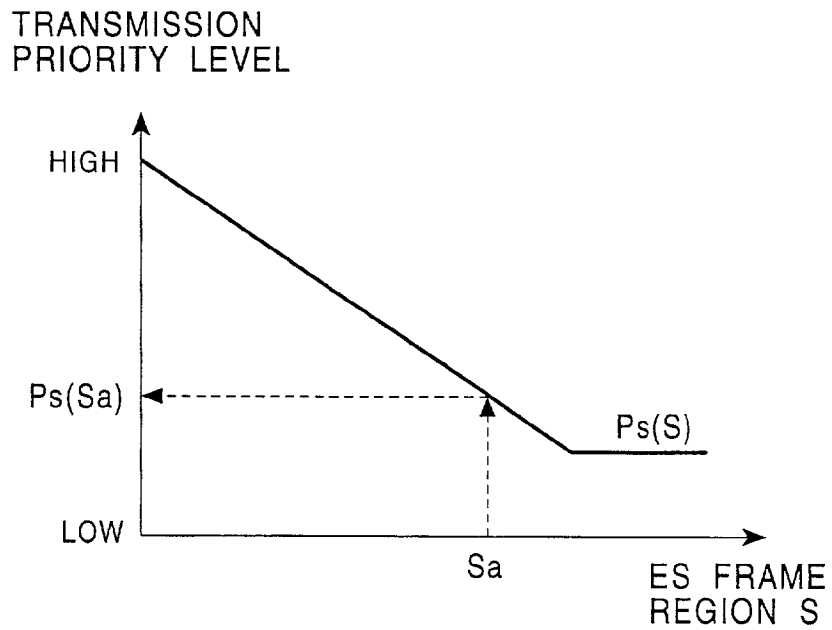 TRANSMISSION
PRIORITY LEVEL
HIGH
Ps(Sa)
Ps(S)
LOW
Sa
ES FRAME
REGION S